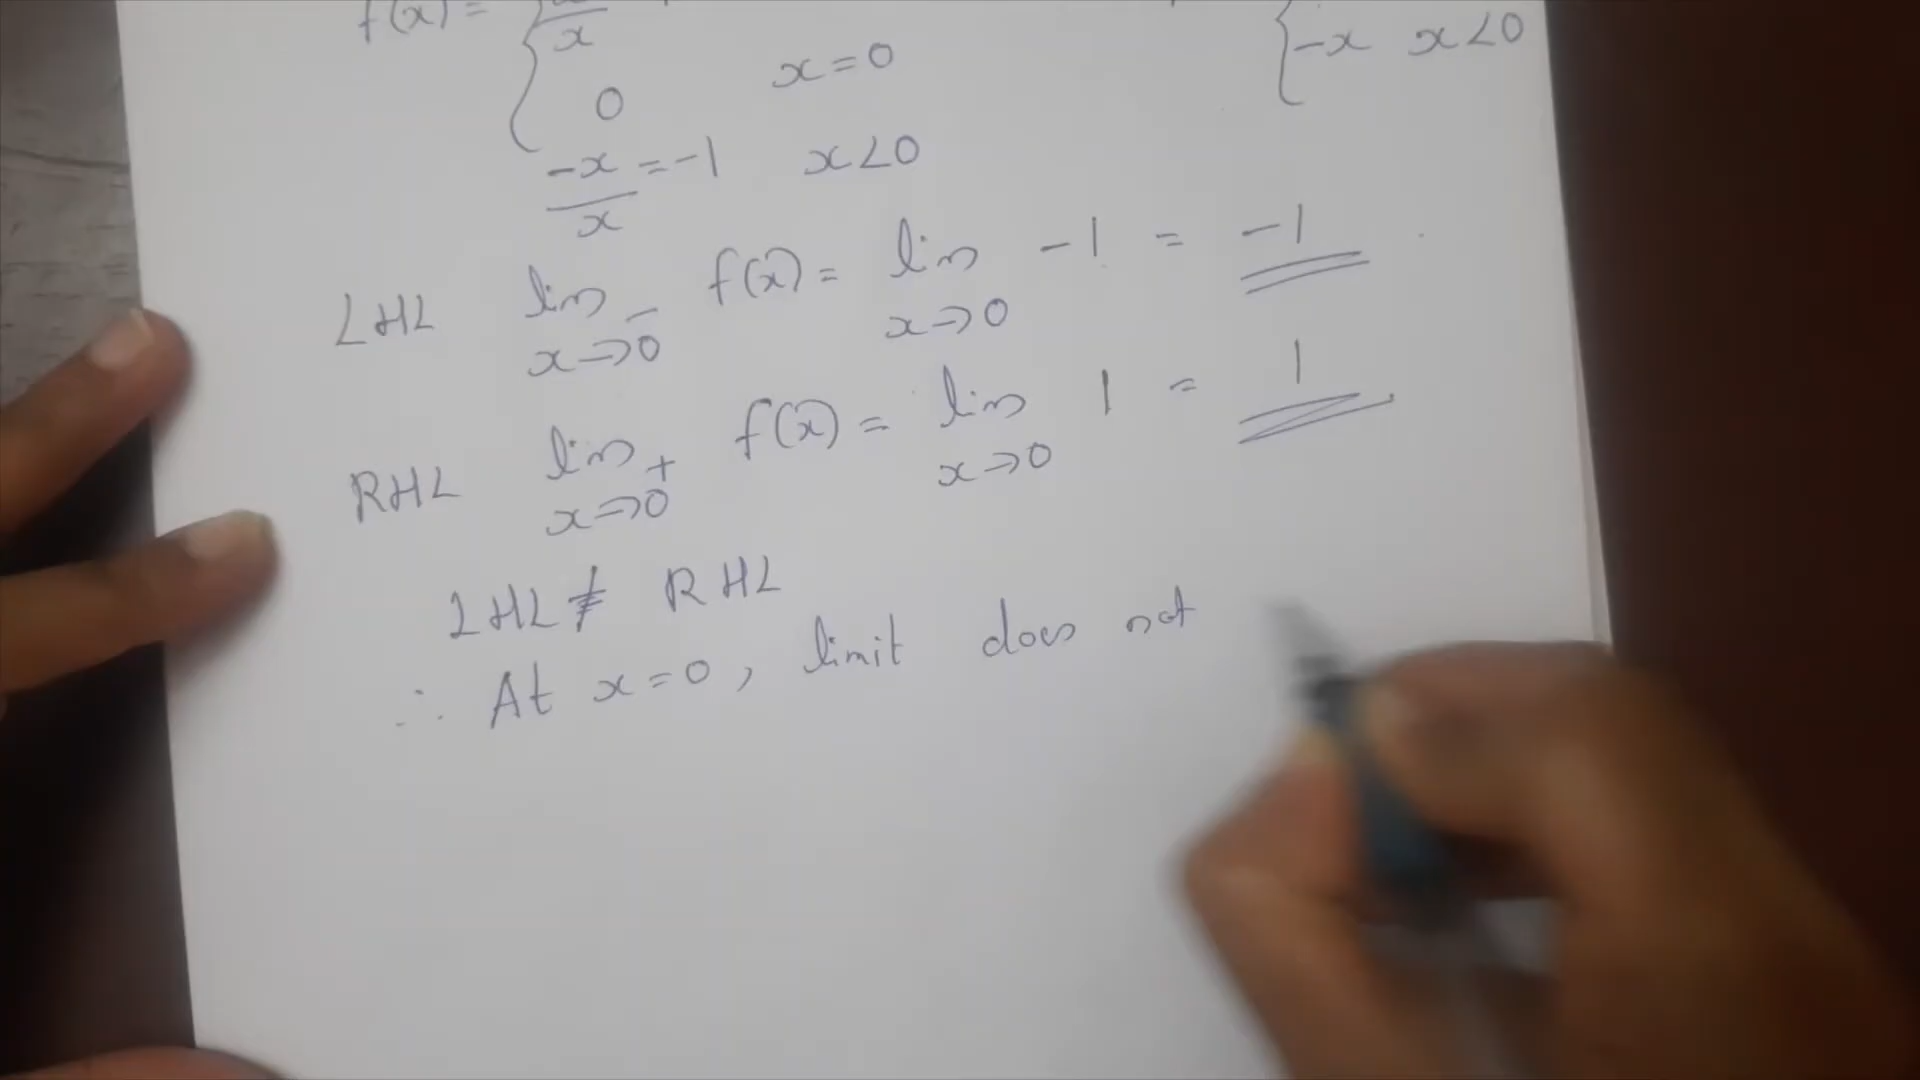 f(x) = { x/x
-x x<0
0 x=0
-x/x = -1 x<0
LHL lim x→0⁻ f(x) = lim x→0 -1 = -1
RHL lim x→0⁺ f(x) = lim x→0 1 = 1
LHL ≠ RHL
∴ At x=0, limit does not